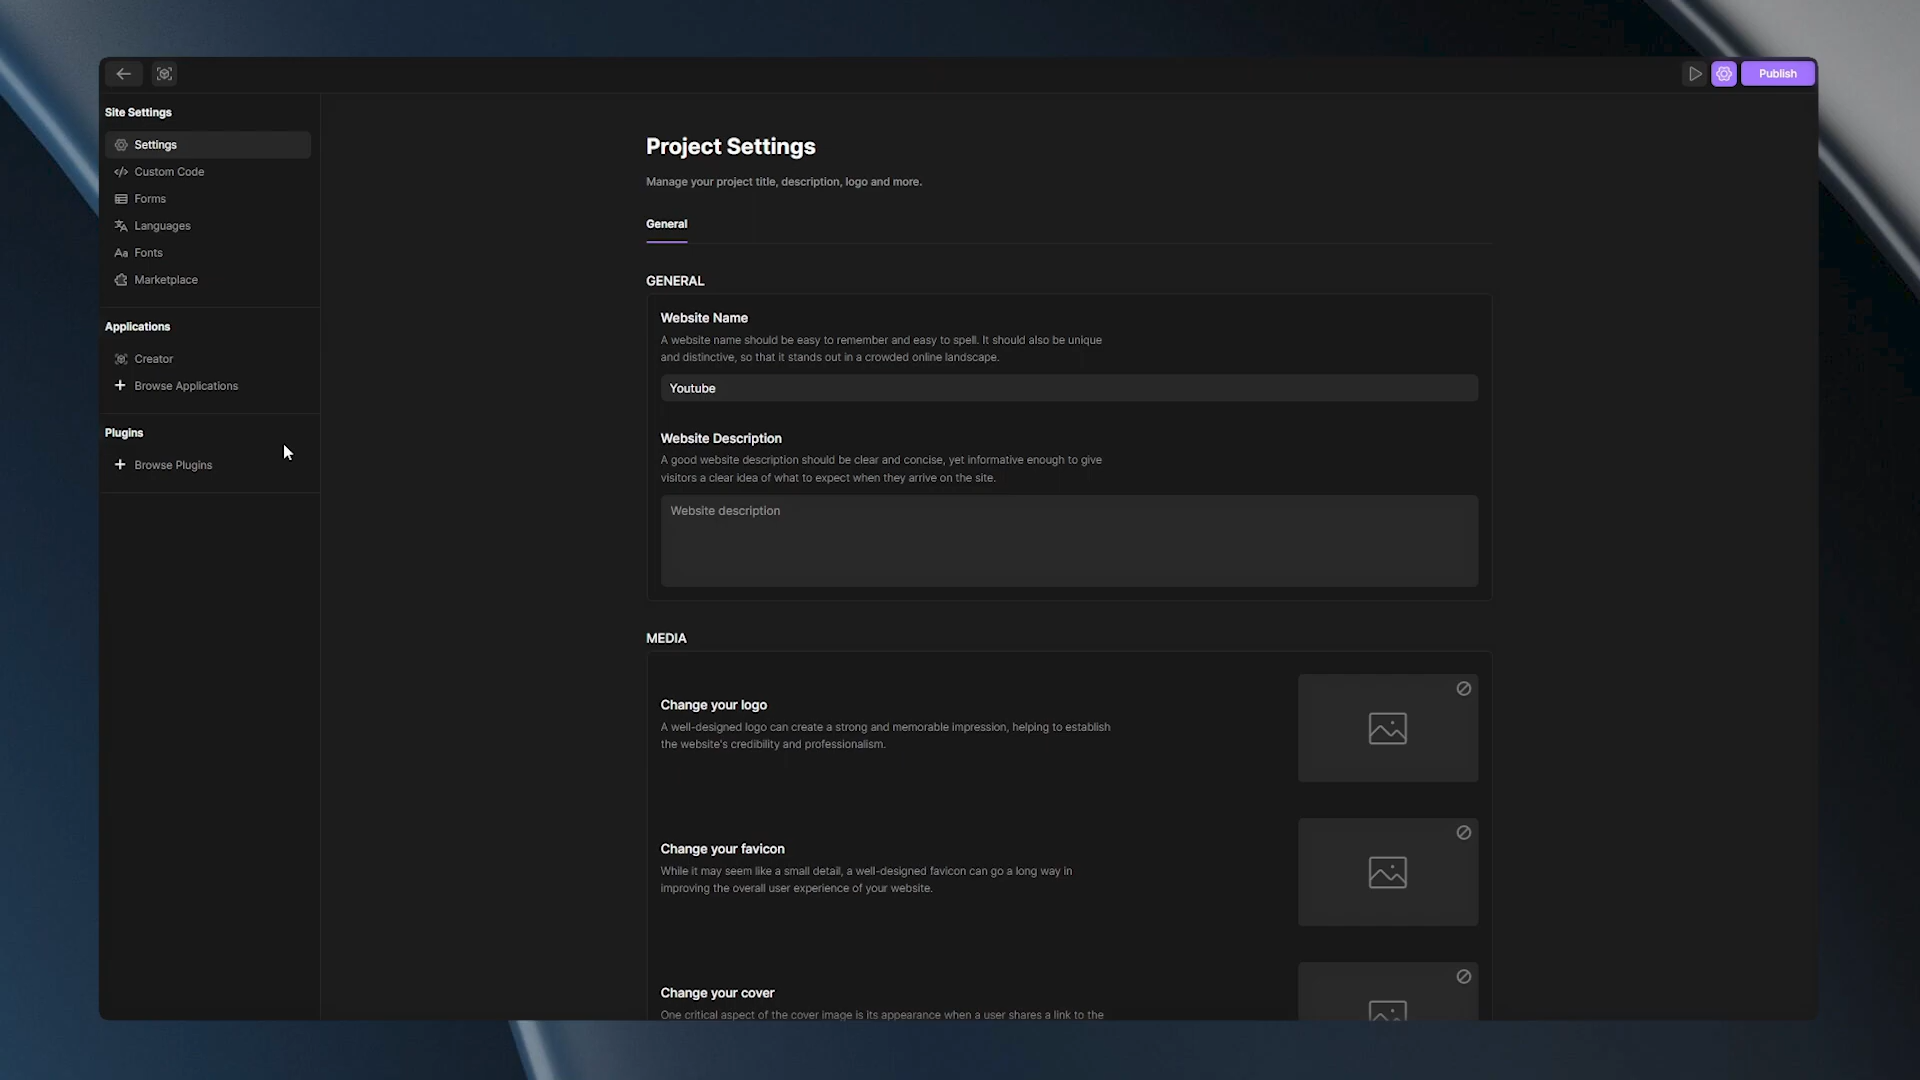 Publish
Site Settings
Settings
Custom Code
Forms
Languages
Aa Fonts
Marketplace
Applications
Creator
Browse Applications
Plugins
Browse Plugins
Project Settings
Manage your project title, description, logo and more.
General
GENERAL
Website Name
A website name should be easy to remember and easy to spell. It should also be unique
and distinctive, so that it stands out in a crowded online landscape.
Youtube
Website Description
A good website description should be clear and concise, yet informative enough to give
visitors a clear idea of what to expect when they arrive on the site.
Website description
MEDIA
Change your logo
A well-designed logo can create a strong and memorable impression, helping to establish
the website's credibility and professionalism.
Change your favicon
While it may seem like a small detail, a well-designed favicon can go a long way in
improving the overall user experience of your website.
Change your cover
One critical aspect of the cover image is its appearance when a user shares a link to the